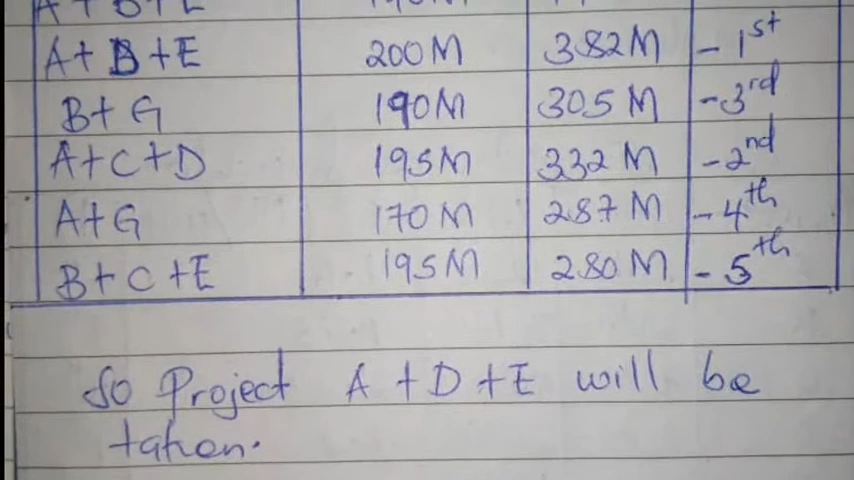 A+B+E 200M 382M - 1st
B+G 190M 305M - 3rd
A+C+D 195M 332M - 2nd
A+G 170M 287M - 4th
B+C+E 195M 280M - 5th
So Project A+D+E will be
taken.